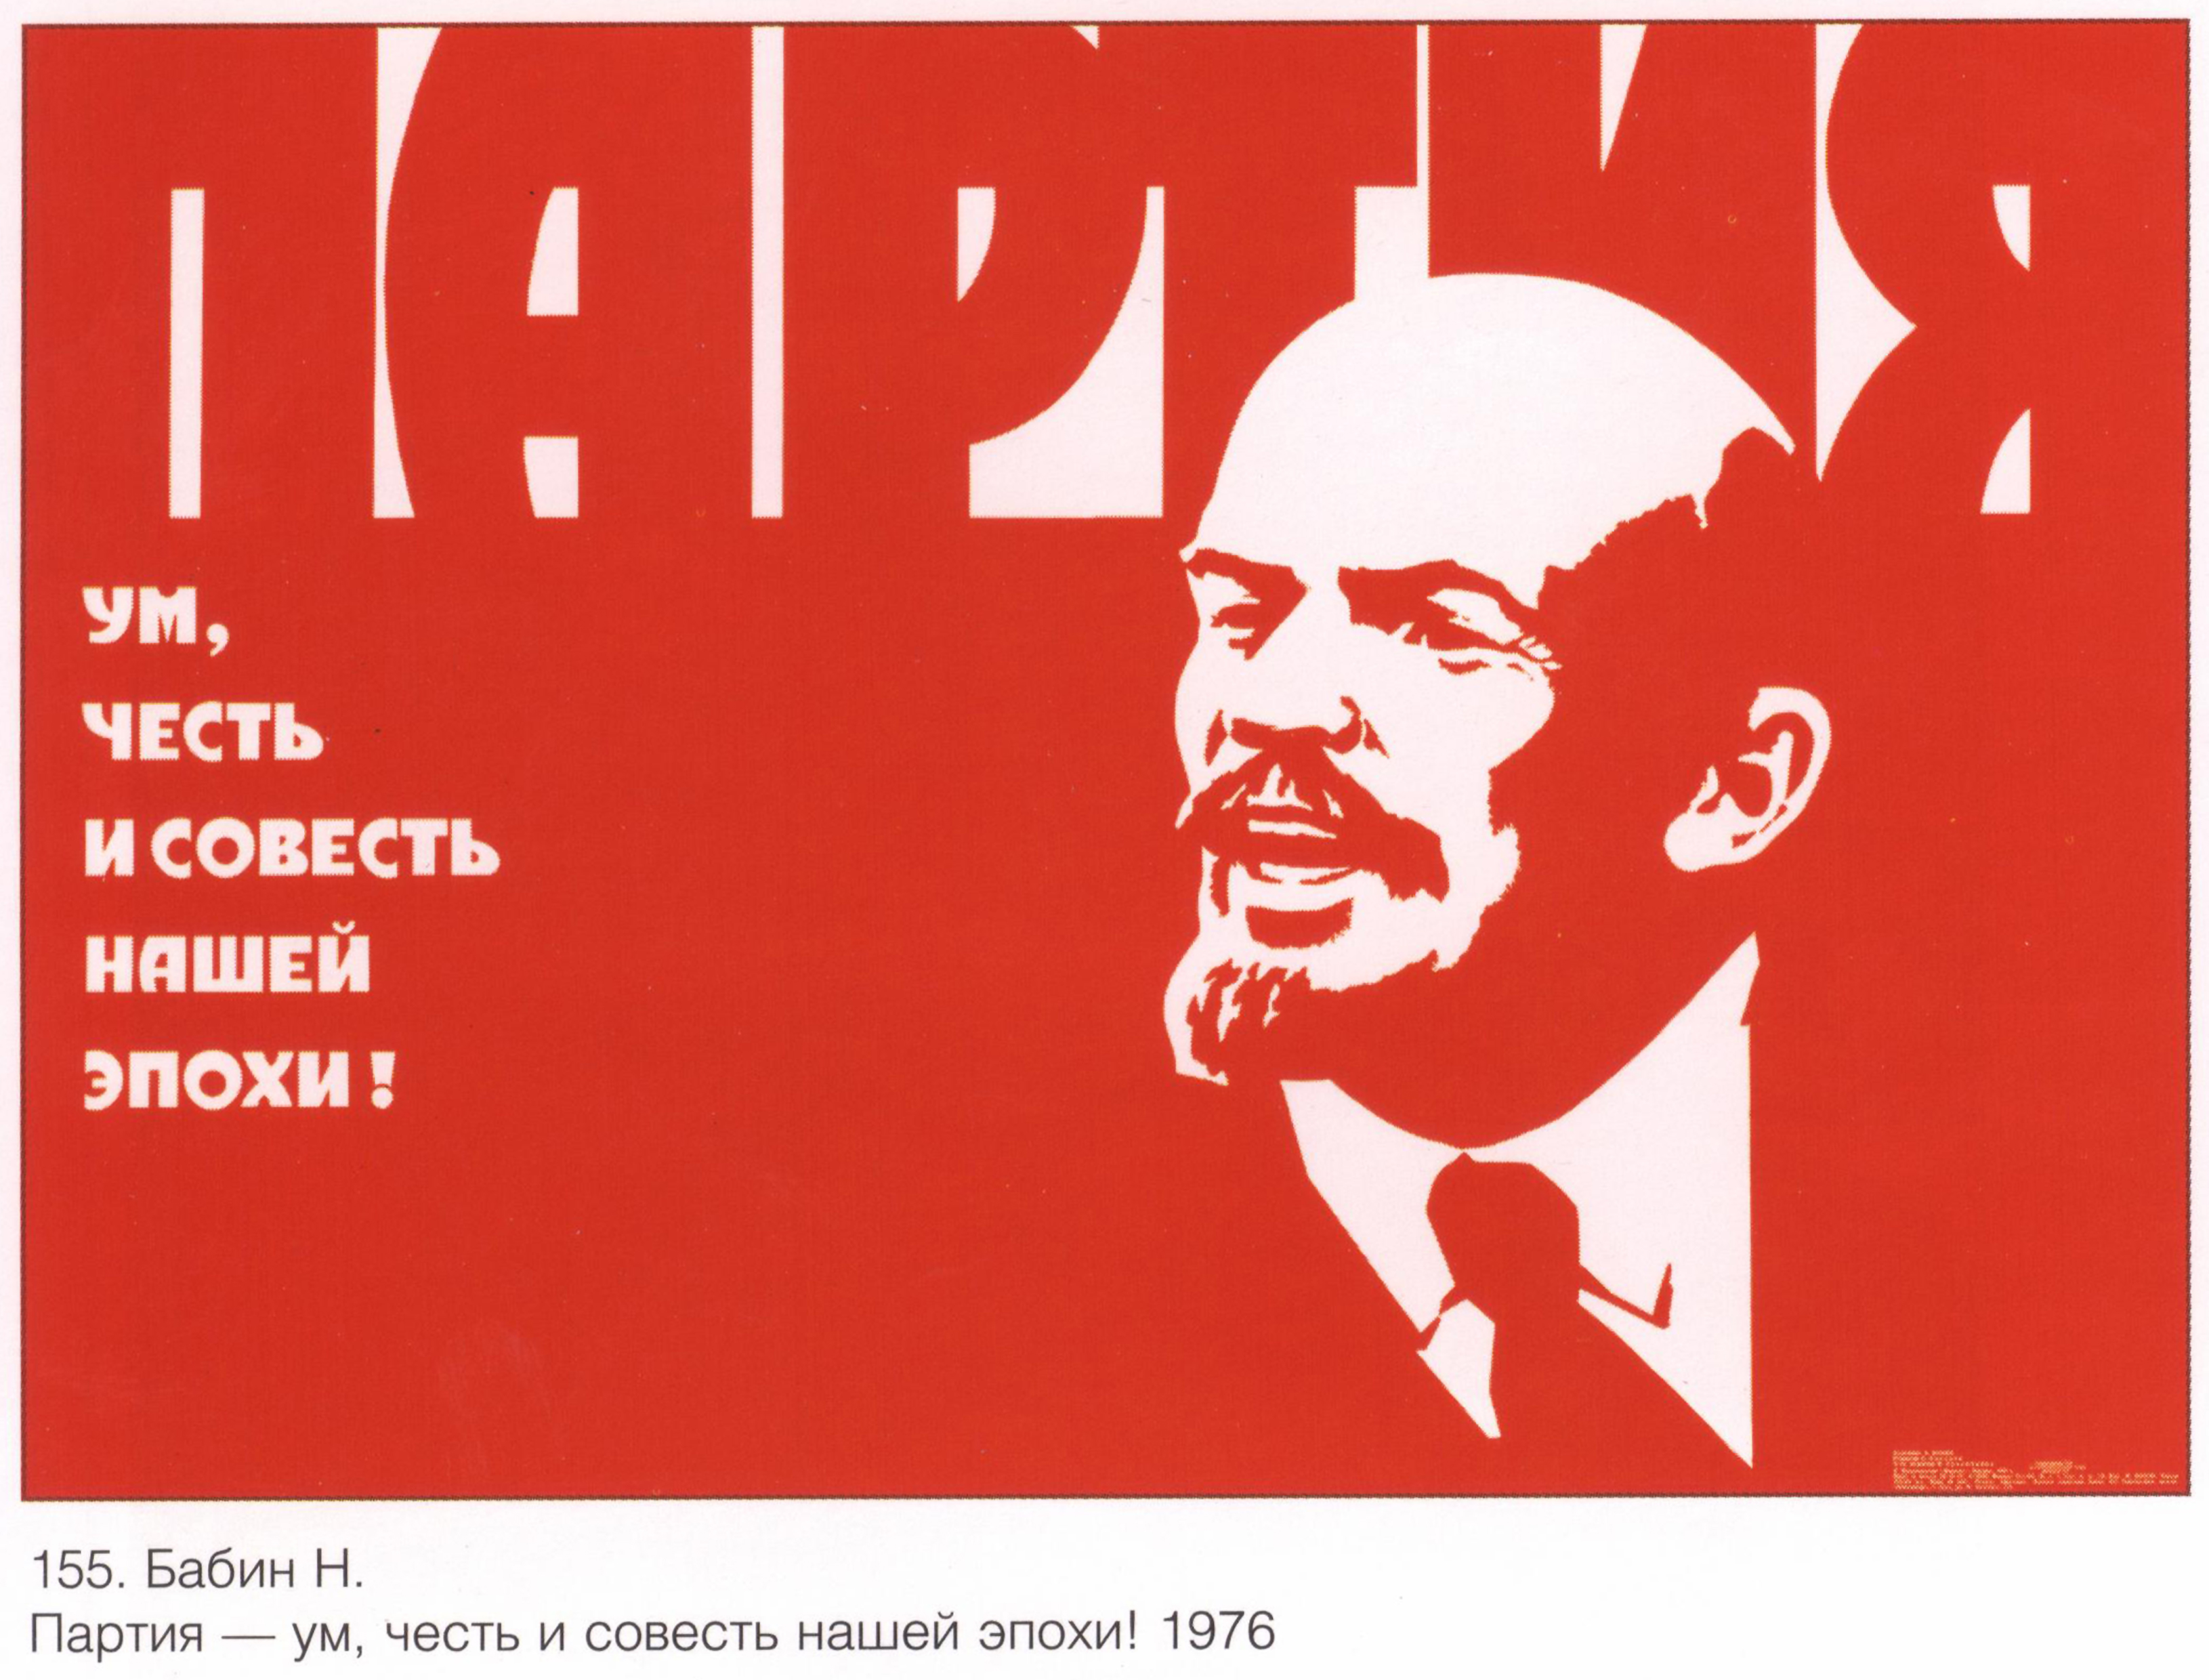 ПАРТИЯ
УМ,
ЧЕСТЬ
И СОВЕСТЬ
НАШЕЙ
ЭПОХИ!
155. Бабин Н.
Партия — ум, честь и совесть нашей эпохи! 1976